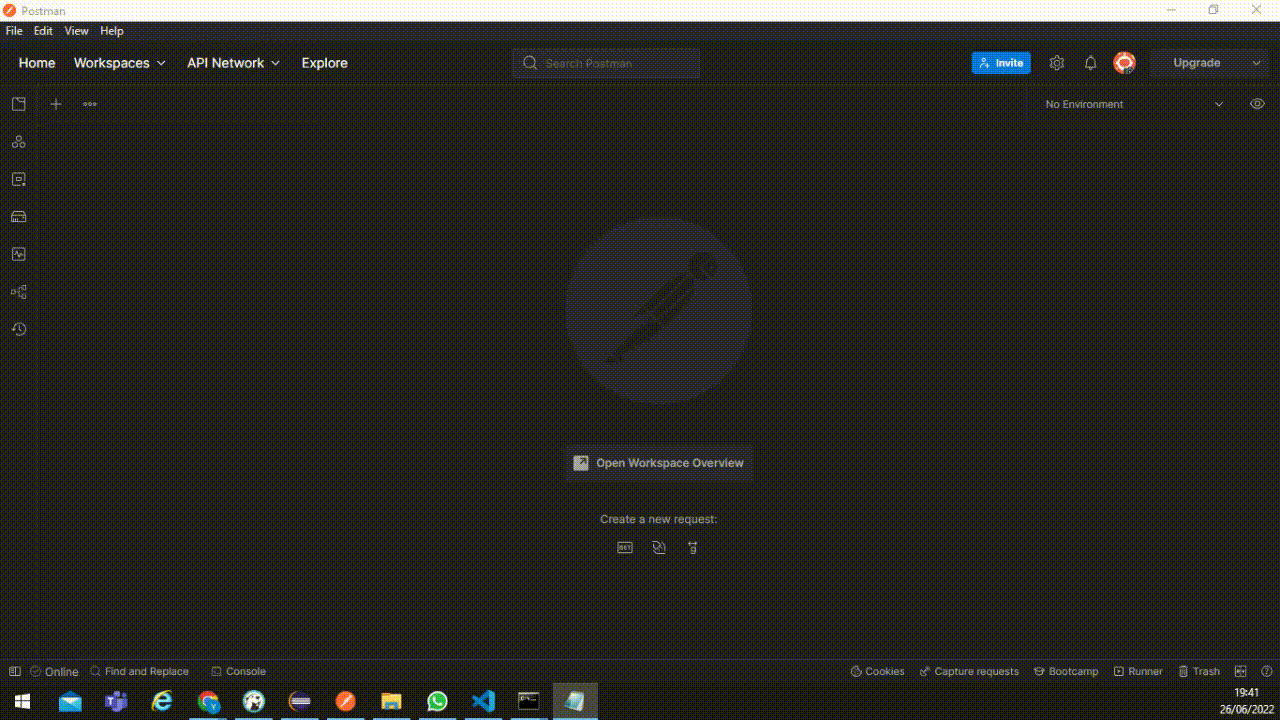 Postman
File Edit View Help
Home Workspaces API Network Explore Search Postman Invite Upgrade
No Environment
Open Workspace Overview
Create a new request:
GET
g
Online Find and Replace Console Cookies Capture requests Bootcamp Runner Trash
19:41
26/06/2022